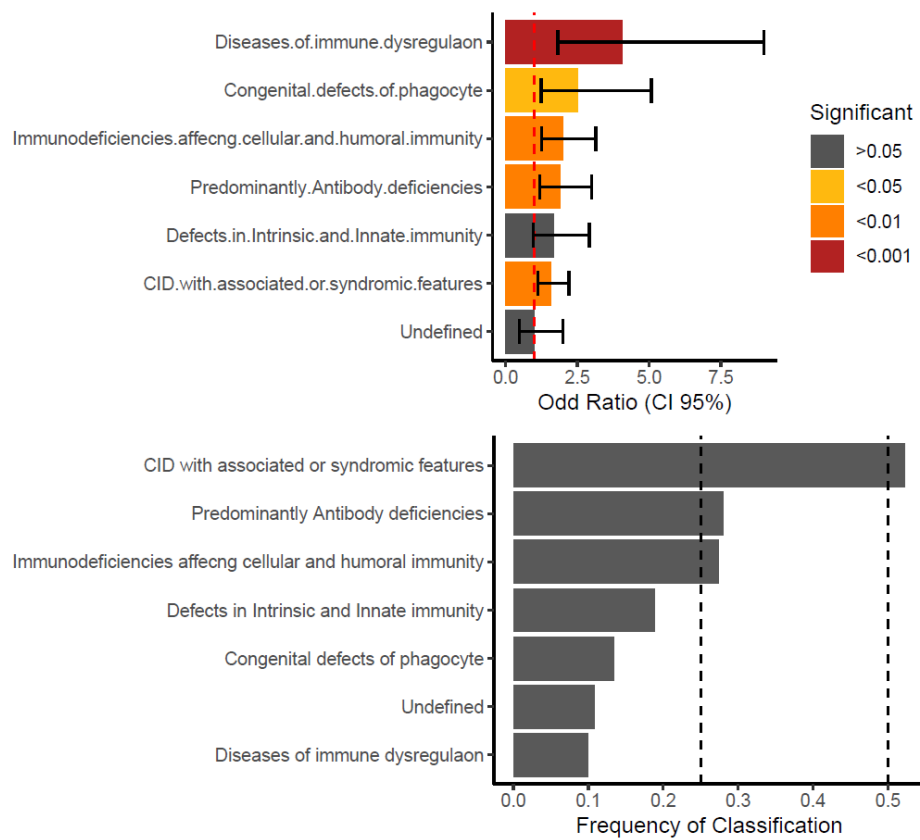 Diseases.of.immune.dysregulaon
Congenital.defects.of.phagocyte
Immunodeficiencies.affecng.cellular.and.humoral.immunity
Predominantly.Antibody.deficiencies
Defects.in.Intrinsic.and.Innate.immunity
CID.with.associated.or.syndromic.features
Undefined
0.0 2.5 5.0 7.5
Odd Ratio (CI 95%)
Significant
>0.05
<0.05
<0.01
<0.001
CID with associated or syndromic features
Predominantly Antibody deficiencies
Immunodeficiencies affecng cellular and humoral immunity
Defects in Intrinsic and Innate immunity
Congenital defects of phagocyte
Undefined
Diseases of immune dysregulaon
0.0 0.1 0.2 0.3 0.4 0.5
Frequency of Classification